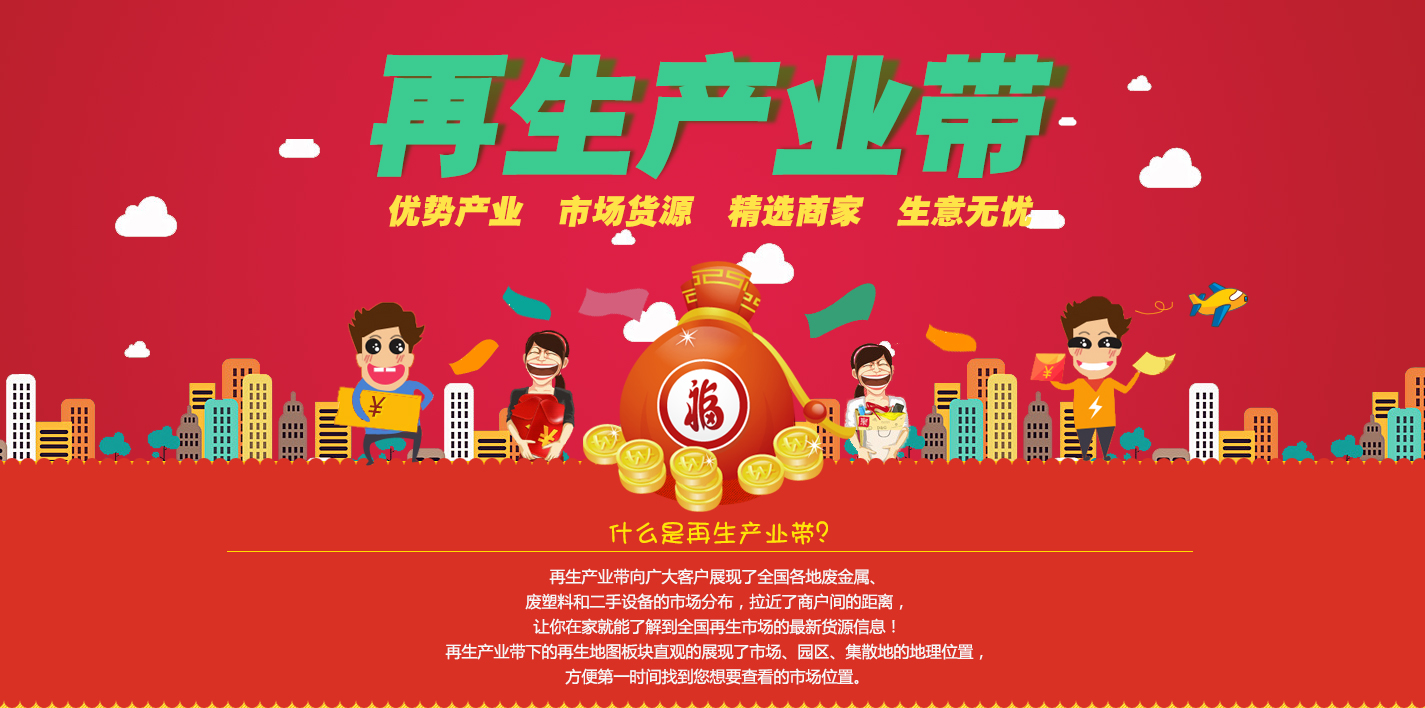 再生产业带
优势产业 市场货源 精选商家 生意无忧
福
¥
¥
¥
什么是再生产业带?
再生产业带向广大客户展现了全国各地废金属、
废塑料和二手设备的市场分布，拉近了商户间的距离，
让你在家就能了解到全国再生市场的最新货源信息！
再生产业带下的再生地图板块直观的展现了市场、园区、集散地的地理位置，
方便第一时间找到您想要查看的市场位置。